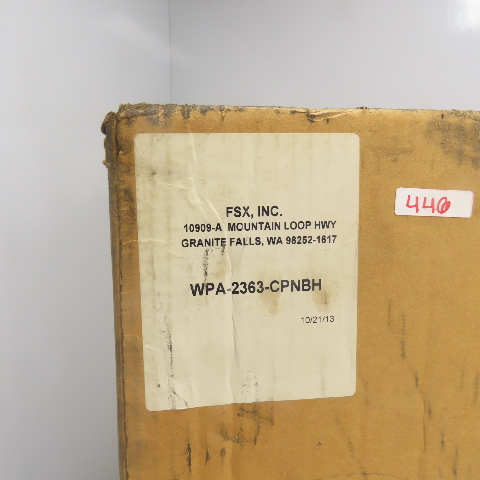 FSX, INC.
10909-A MOUNTAIN LOOP HWY
GRANITE FALLS, WA 98252-1817
WPA-2363-CPNBH
10/21/13
446